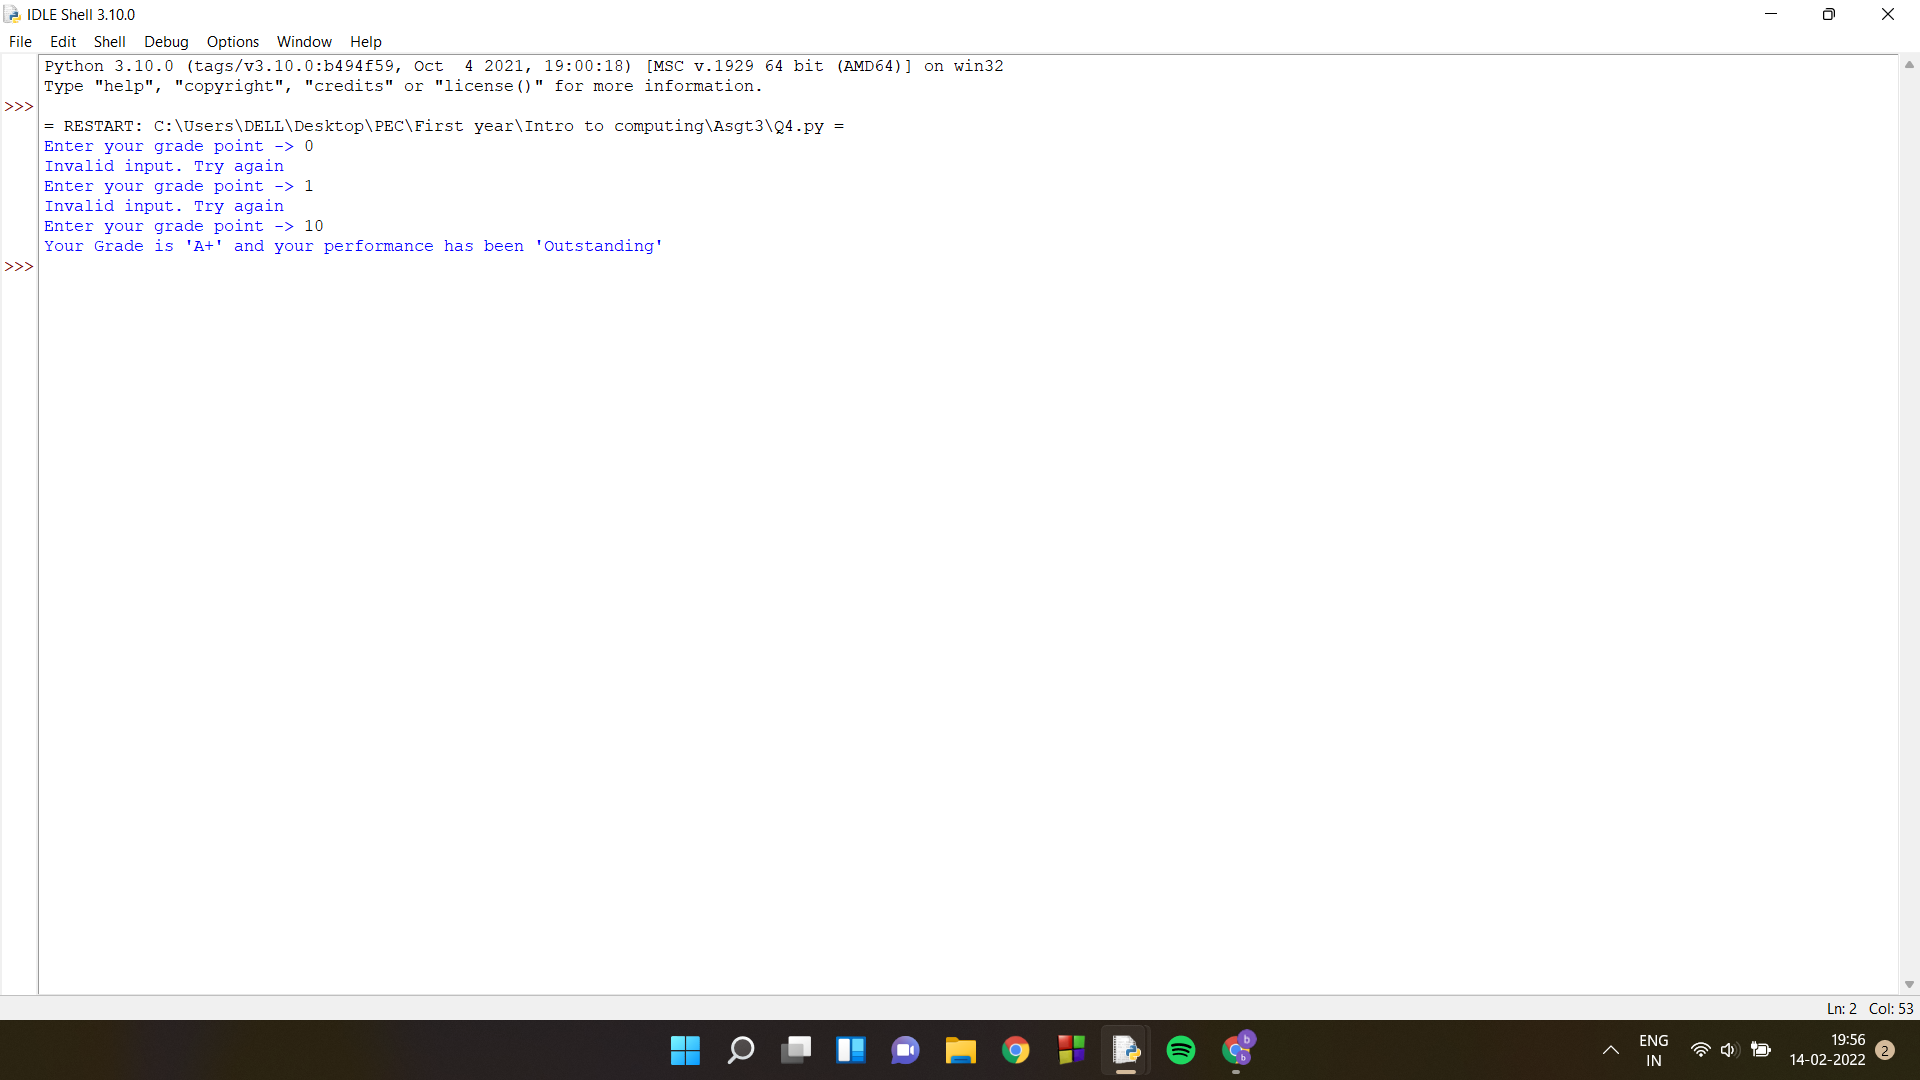 IDLE Shell 3.10.0
File Edit Shell Debug Options Window Help
Python 3.10.0 (tags/v3.10.0:b494f59, Oct  4 2021, 19:00:18) [MSC v.1929 64 bit (AMD64)] on win32
Type "help", "copyright", "credits" or "license()" for more information.
>>>
= RESTART: C:\Users\DELL\Desktop\PEC\First year\Intro to computing\Asgt3\Q4.py =
Enter your grade point -> 0
Invalid input. Try again
Enter your grade point -> 1
Invalid input. Try again
Enter your grade point -> 10
Your Grade is 'A+' and your performance has been 'Outstanding'
>>>
Ln: 2 Col: 53
b
b
ENG
IN
19:56
14-02-2022
2